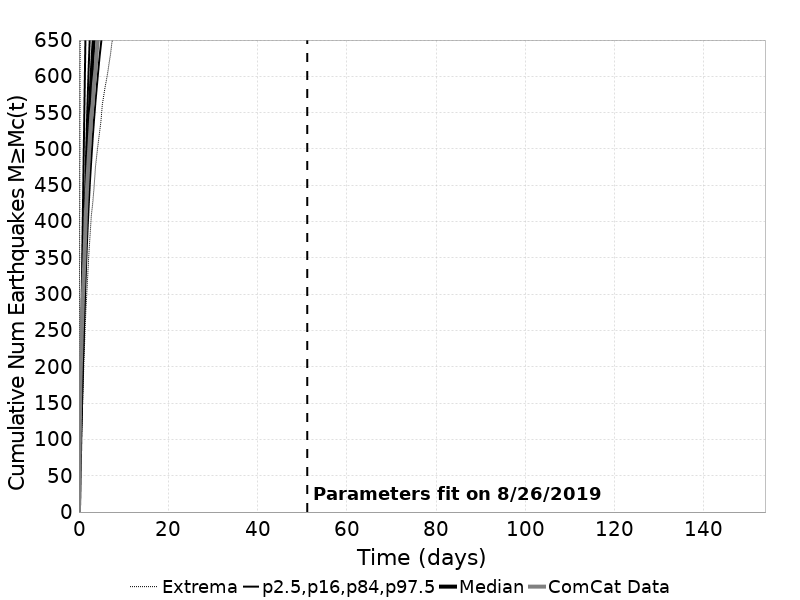 650
600
550
500
450
400
350
300
250
200
150
100
50
0
Cumulative Num Earthquakes M≥Mc(t)
Parameters fit on 8/26/2019
0 20 40 60 80 100 120 140
Time (days)
Extrema p2.5,p16,p84,p97.5 Median ComCat Data